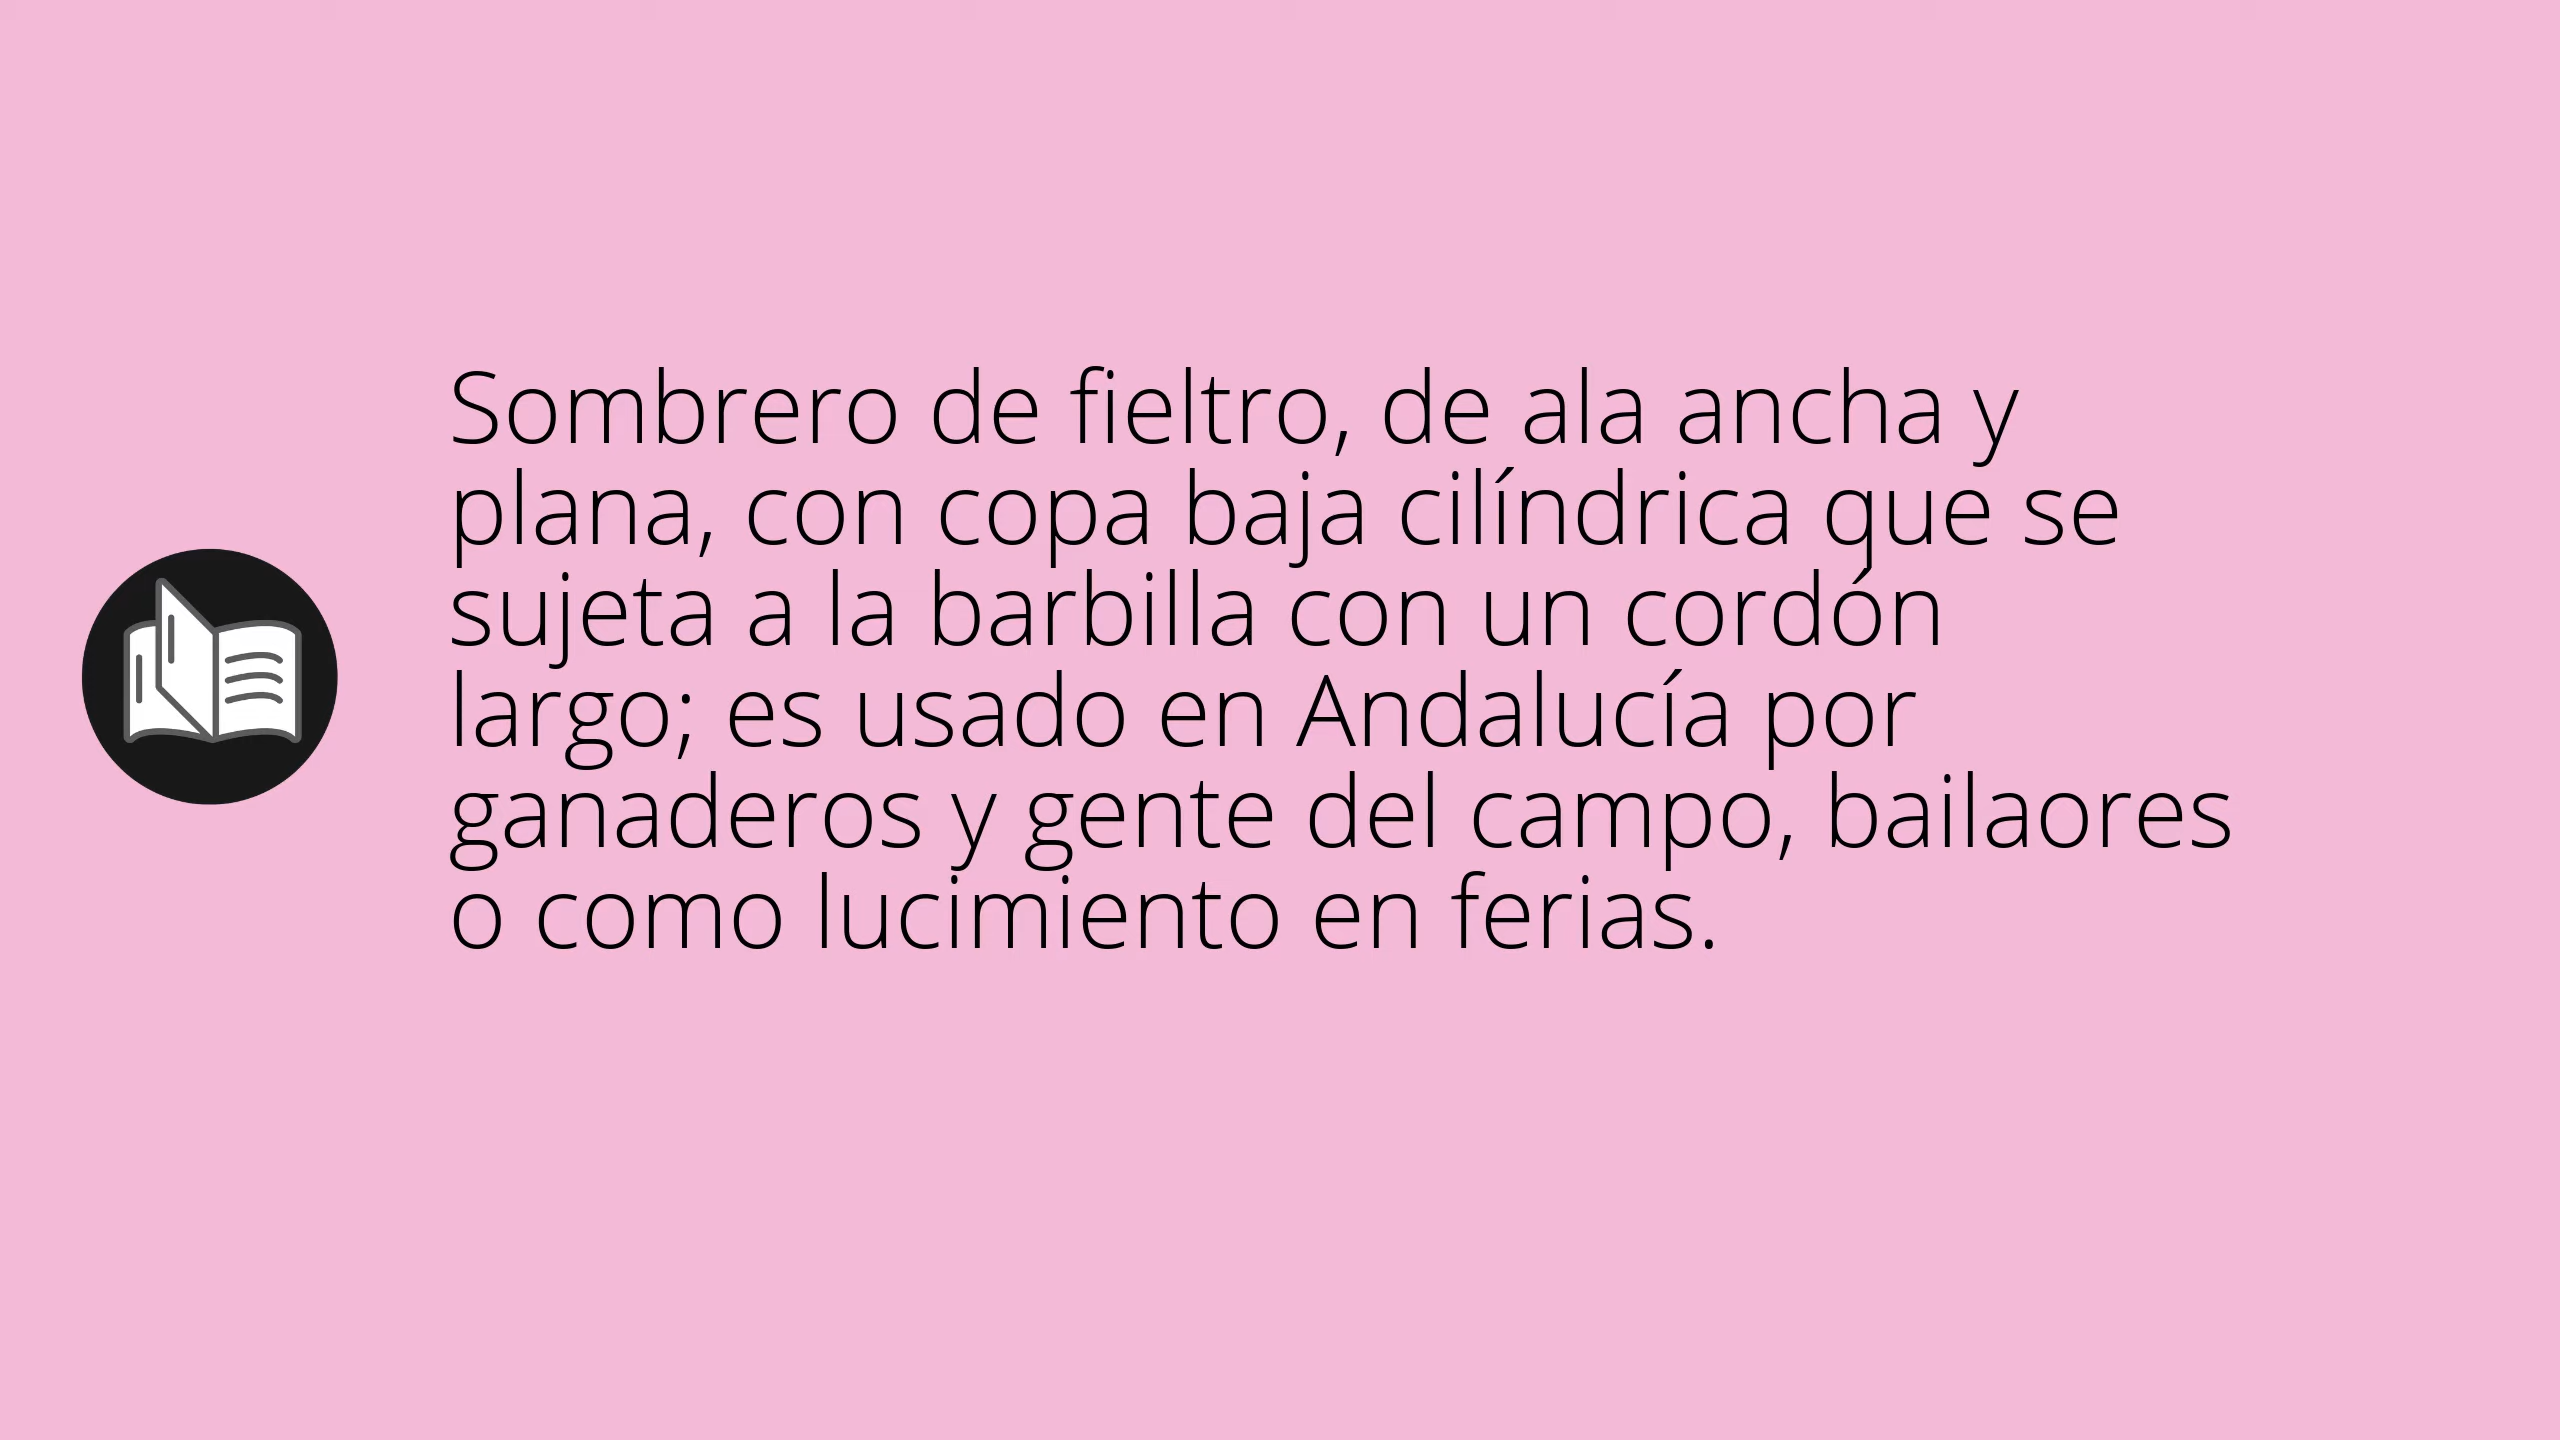 Sombrero de fieltro, de ala ancha y
plana, con copa baja cilíndrica que se
sujeta a la barbilla con un cordón
largo; es usado en Andalucía por
ganaderos y gente del campo, bailaores
o como lucimiento en ferias.